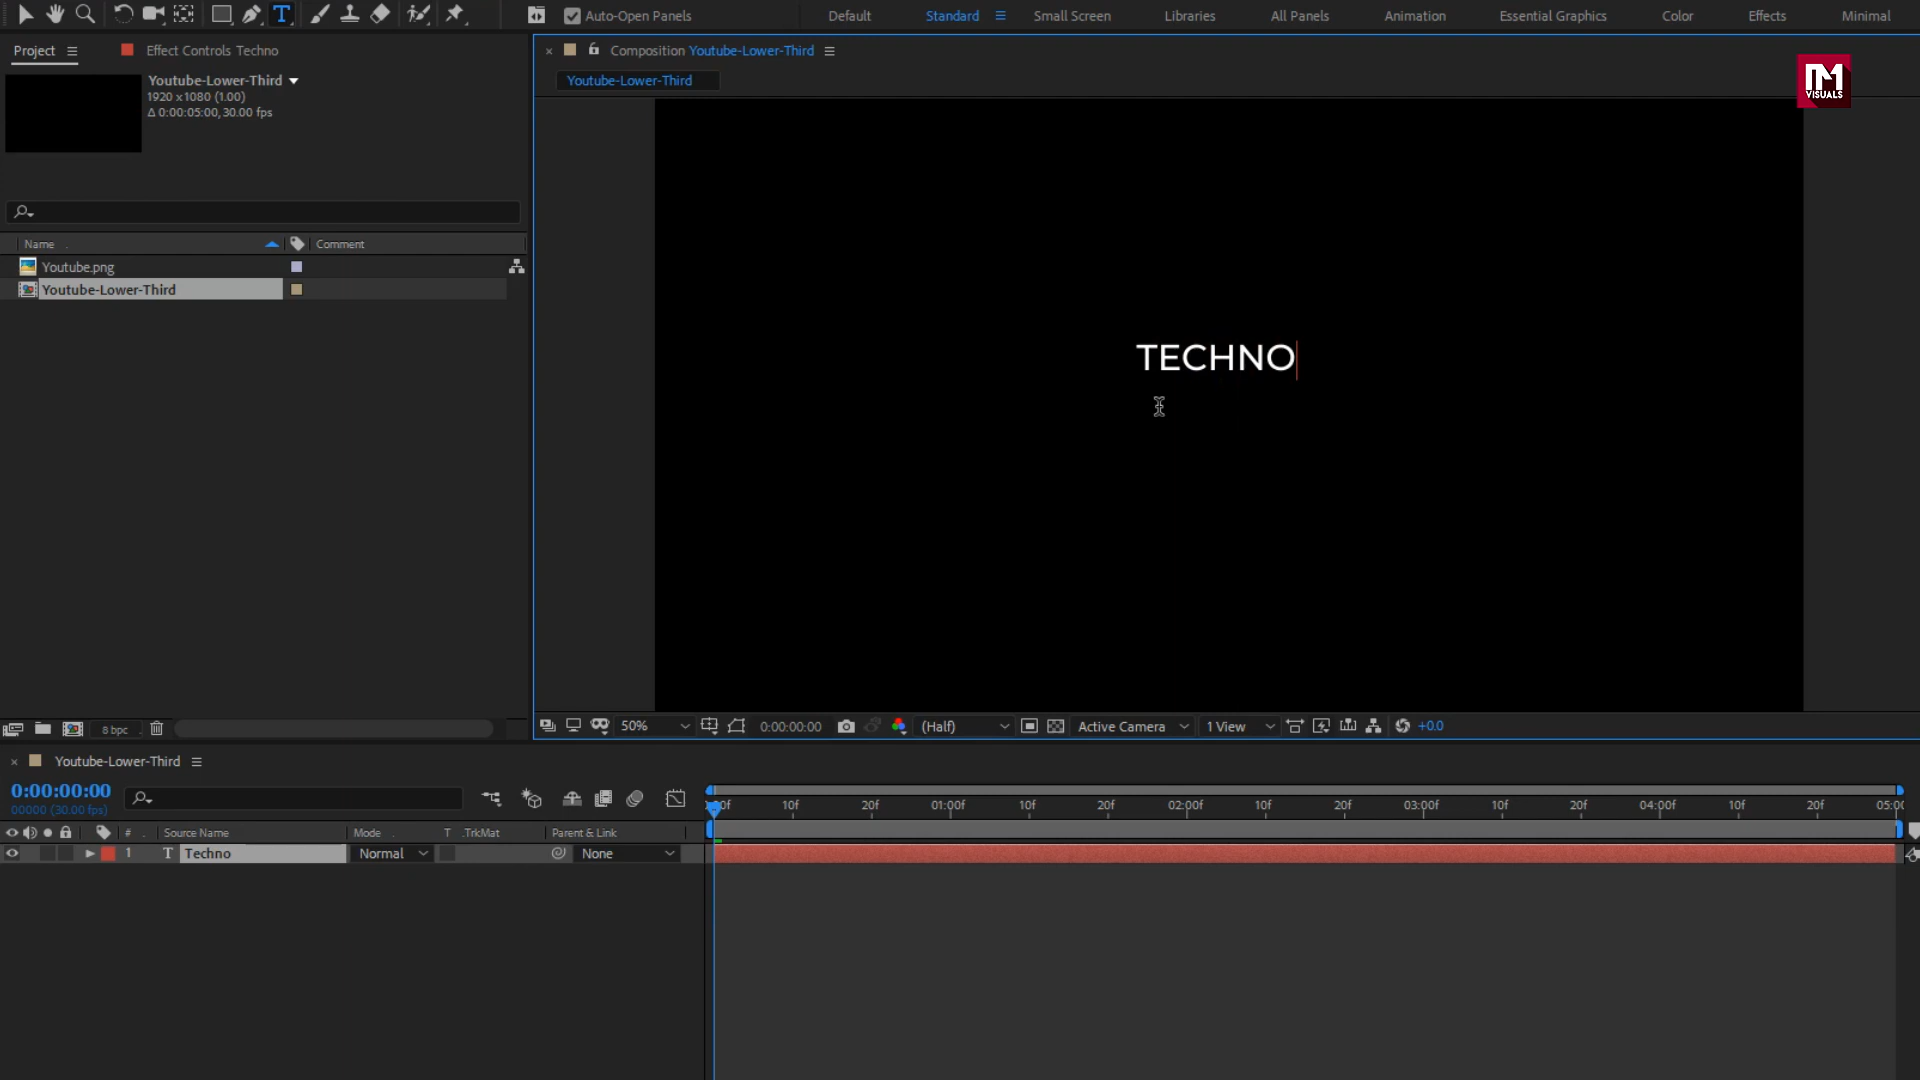 Auto-Open Panels
Default
Standard
Small Screen
Libraries
All Panels
Animation
Essential Graphics
Color
Effects
Minimal
Project
Effect Controls Techno
Composition Youtube-Lower-Third
Youtube-Lower-Third
1920 x 1080 (1.00)
Δ 0:00:05:00, 30.00 fps
Youtube-Lower-Third
M VISUALS
Name
Comment
Youtube.png
Youtube-Lower-Third
TECHNO
8 bpc
50%
0:00:00:00
(Half)
Active Camera
1 View
+0.0
Youtube-Lower-Third
0:00:00:00
00000 (30.00 fps)
10f 20f 01:00f 10f 20f 02:00f 10f 20f 03:00f 10f 20f 04:00f 10f 20f
# Source Name Mode T .TrkMat Parent & Link
1 T Techno Normal None